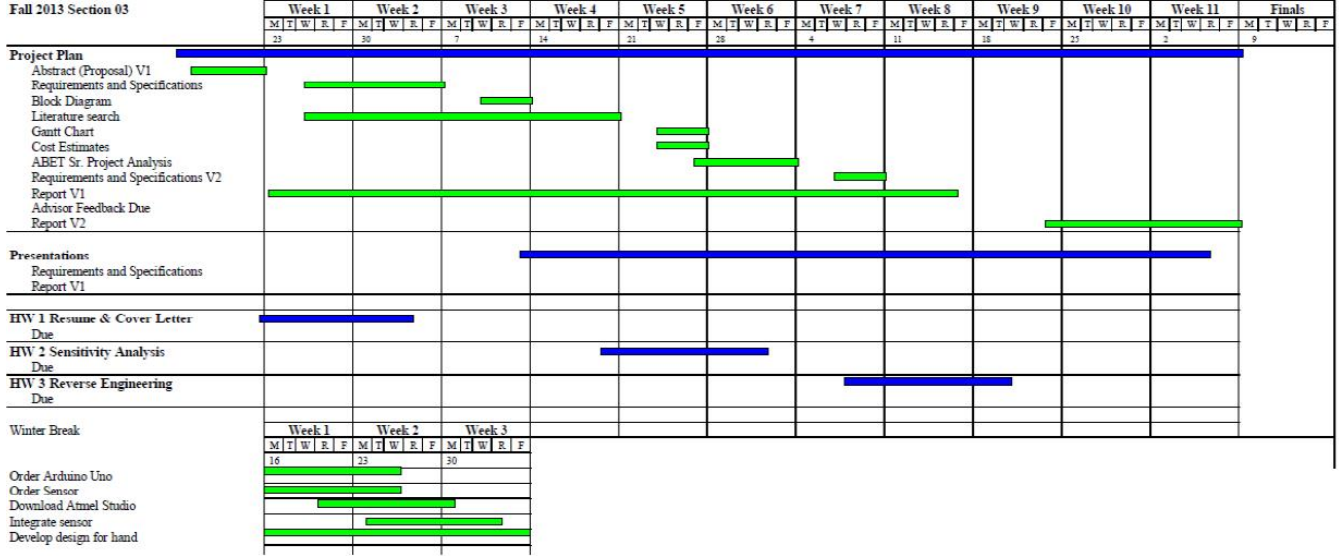 Fall 2013 Section 03 Week 1 Week 2 Week 3 Week 4 Week 5 Week 6 Week 7 Week 8 Week 9 Week 10 Week 11 Finals
M T W R F M T W R F M T W R F M T W R F M T W R F M T W R F M T W R F M T W R F M T W R F M T W R F M T W R F M T W R F
23 30 7 14 21 28 4 11 18 25 2 9
Project Plan
Abstract (Proposal) V1
Requirements and Specifications
Block Diagram
Literature search
Gantt Chart
Cost Estimates
ABET Sr. Project Analysis
Requirements and Specifications V2
Report V1
Advisor Feedback Due
Report V2
Presentations
Requirements and Specifications
Report V1
HW 1 Resume & Cover Letter
Due
HW 2 Sensitivity Analysis
Due
HW 3 Reverse Engineering
Due
Winter Break Week 1 Week 2 Week 3
M T W R F M T W R F M T W R F
16 23 30
Order Arduino Uno
Order Sensor
Download Atmel Studio
Integrate sensor
Develop design for hand